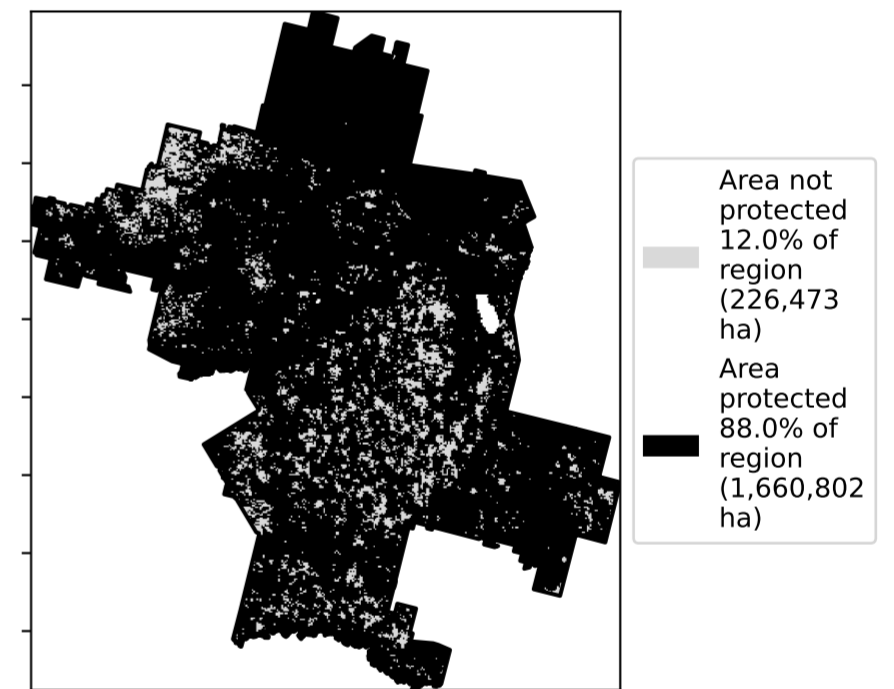 Area not
protected
12.0% of
region
(226,473
ha)
Area
protected
88.0% of
region
(1,660,802
ha)